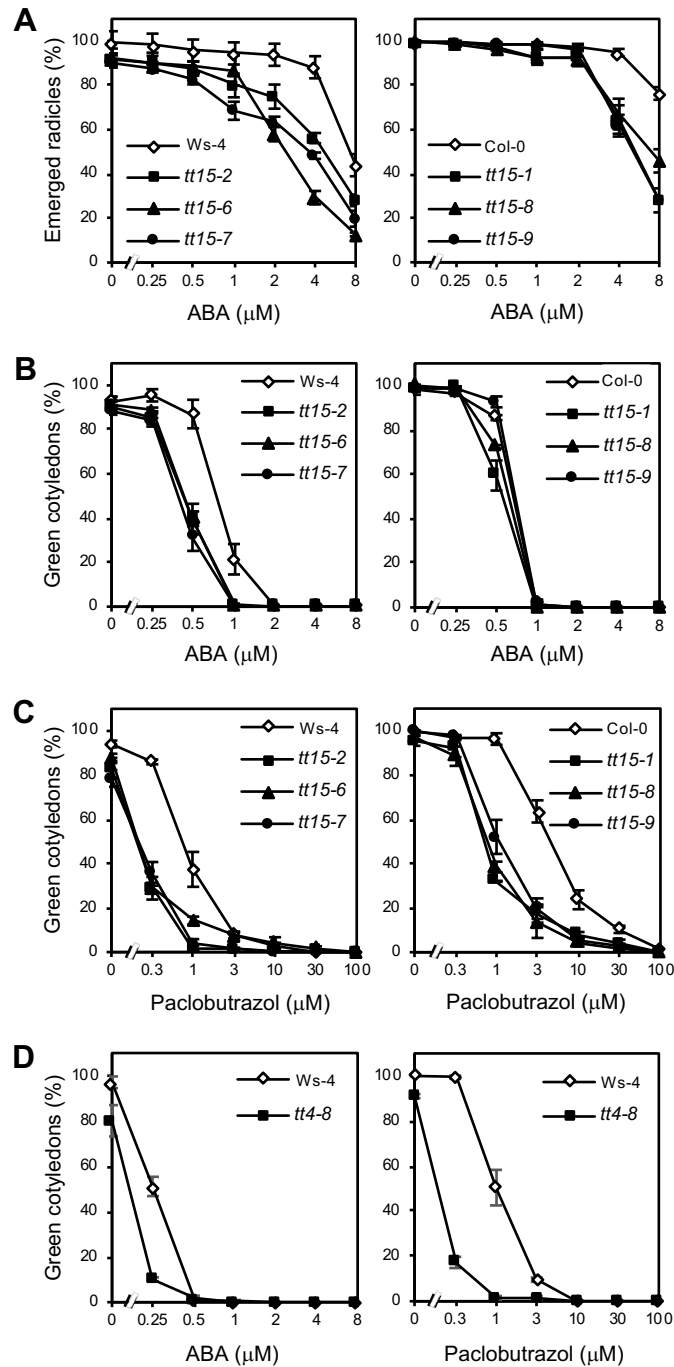 A
Emerged radicles (%)
100
80
60
40
20
0
Ws-4
tt15-2
tt15-6
tt15-7
0 0.25 0.5 1 2 4 8
ABA (μM)
100
80
60
40
20
0
Col-0
tt15-1
tt15-8
tt15-9
0 0.25 0.5 1 2 4 8
ABA (μM)
B
Green cotyledons (%)
100
80
60
40
20
0
Ws-4
tt15-2
tt15-6
tt15-7
0 0.25 0.5 1 2 4 8
ABA (μM)
100
80
60
40
20
0
Col-0
tt15-1
tt15-8
tt15-9
0 0.25 0.5 1 2 4 8
ABA (μM)
C
Green cotyledons (%)
100
80
60
40
20
0
Ws-4
tt15-2
tt15-6
tt15-7
0 0.3 1 3 10 30 100
Paclobutrazol (μM)
100
80
60
40
20
0
Col-0
tt15-1
tt15-8
tt15-9
0 0.3 1 3 10 30 100
Paclobutrazol (μM)
D
Green cotyledons (%)
100
80
60
40
20
0
Ws-4
tt4-8
0 0.25 0.5 1 2 4 8
ABA (μM)
100
80
60
40
20
0
Ws-4
tt4-8
0 0.3 1 3 10 30 100
Paclobutrazol (μM)